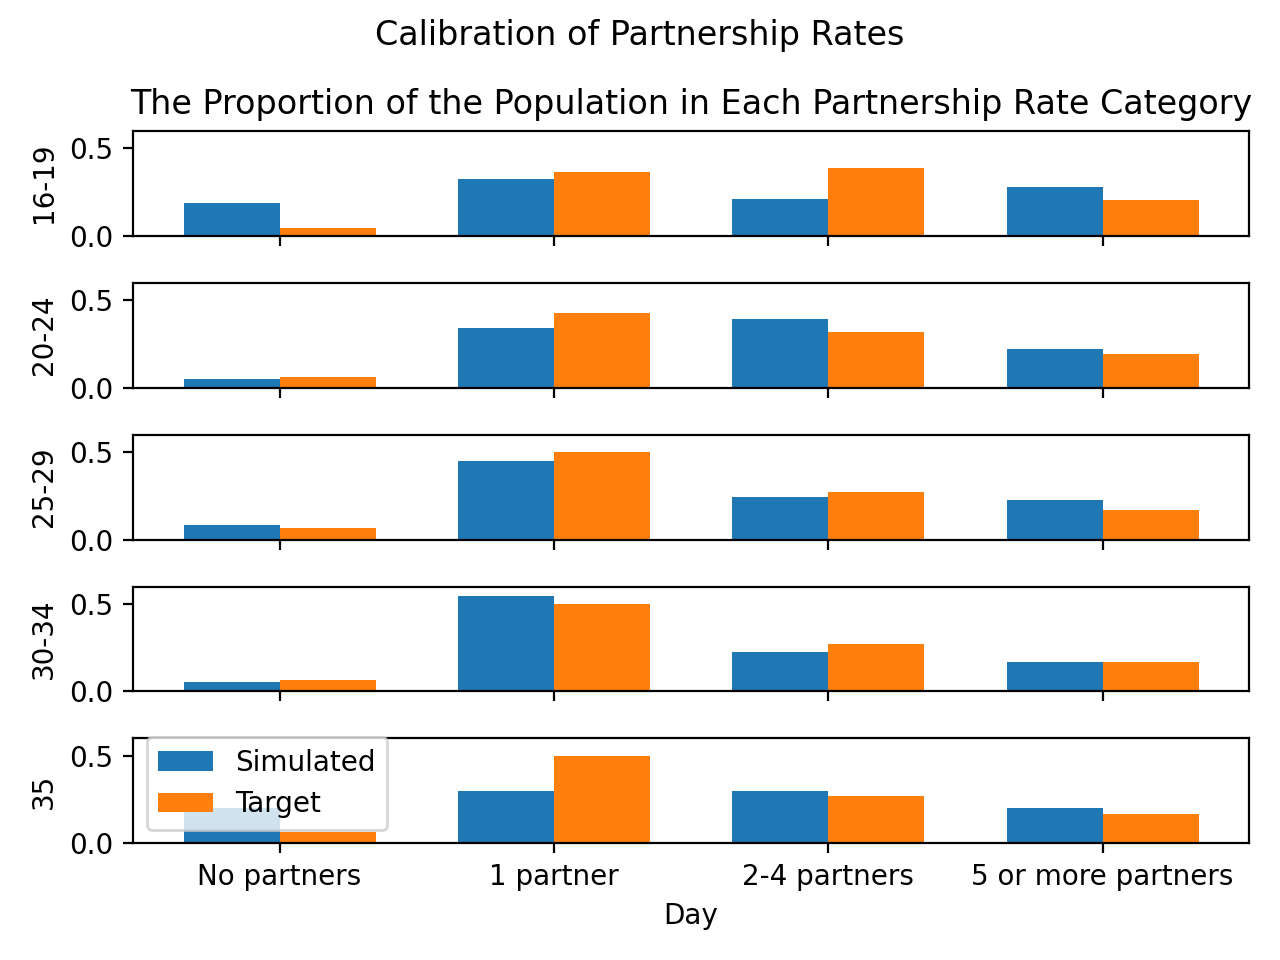 Calibration of Partnership Rates
The Proportion of the Population in Each Partnership Rate Category
0.5
0.0
16-19
0.5
0.0
20-24
0.5
0.0
25-29
0.5
0.0
30-34
0.5
0.0
35
Simulated
Target
No partners
1 partner
2-4 partners
5 or more partners
Day